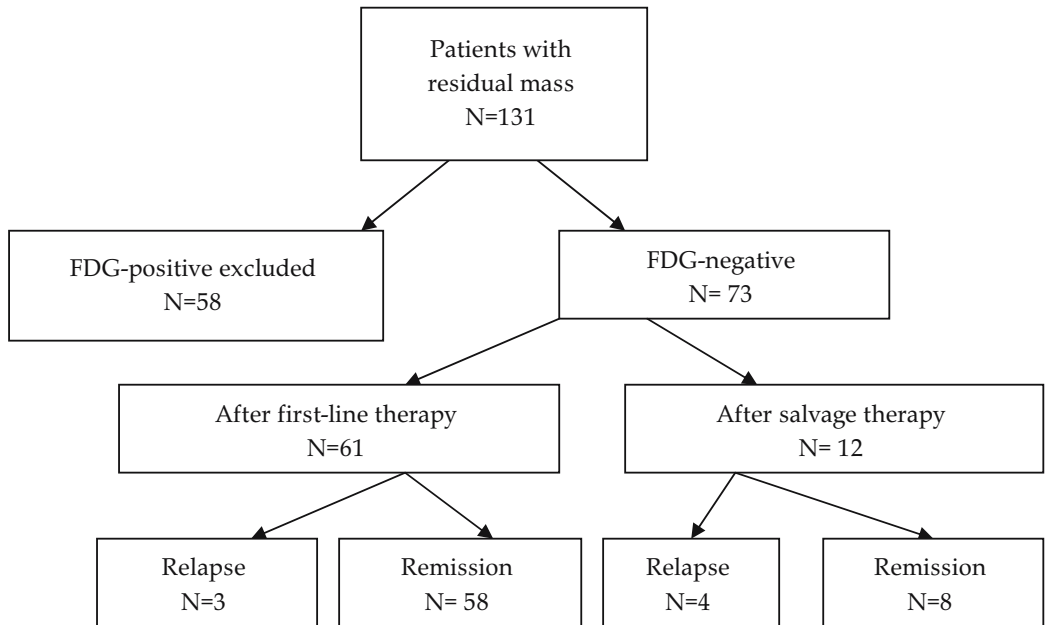 Patients with
residual mass
N=131
FDG-positive excluded
N=58
FDG-negative
N= 73
After first-line therapy
N=61
After salvage therapy
N= 12
Relapse
N=3
Remission
N= 58
Relapse
N=4
Remission
N=8